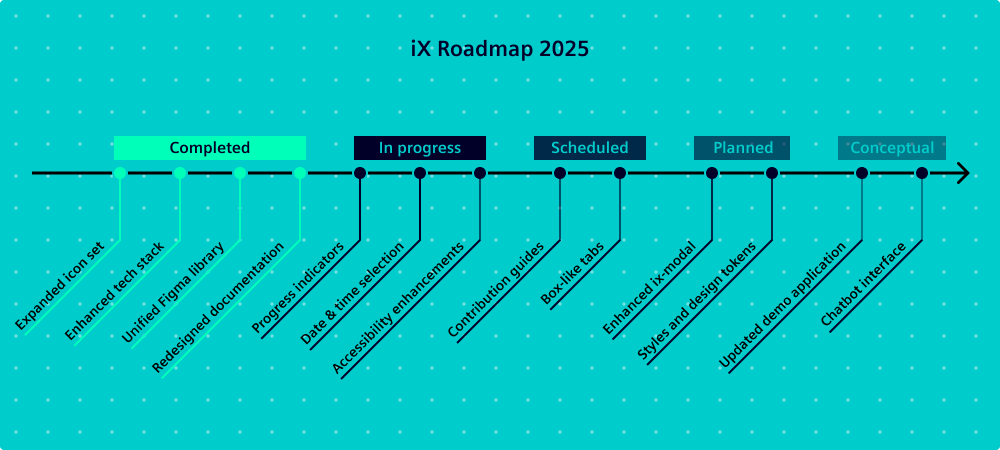 iX Roadmap 2025
Completed
In progress
Scheduled
Planned
Conceptual
Expanded icon set
Enhanced tech stack
Unified Figma library
Redesigned documentation
Progress indicators
Date & time selection
Accessibility enhancements
Contribution guides
Box-like tabs
Enhanced ix-modal
Styles and design tokens
Updated demo application
Chatbot interface